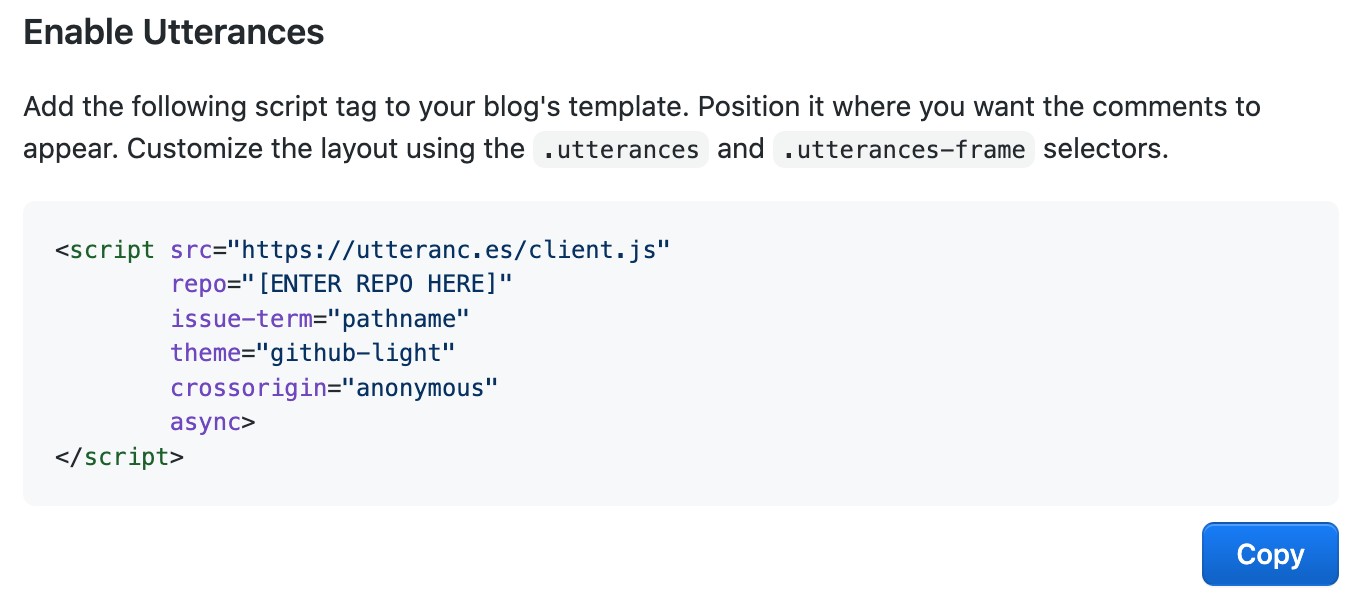 Enable Utterances
Add the following script tag to your blog's template. Position it where you want the comments to
appear. Customize the layout using the .utterances and .utterances-frame selectors.
<script src="https://utteranc.es/client.js"
        repo="[ENTER REPO HERE]"
        issue-term="pathname"
        theme="github-light"
        crossorigin="anonymous"
        async>
</script>
Copy